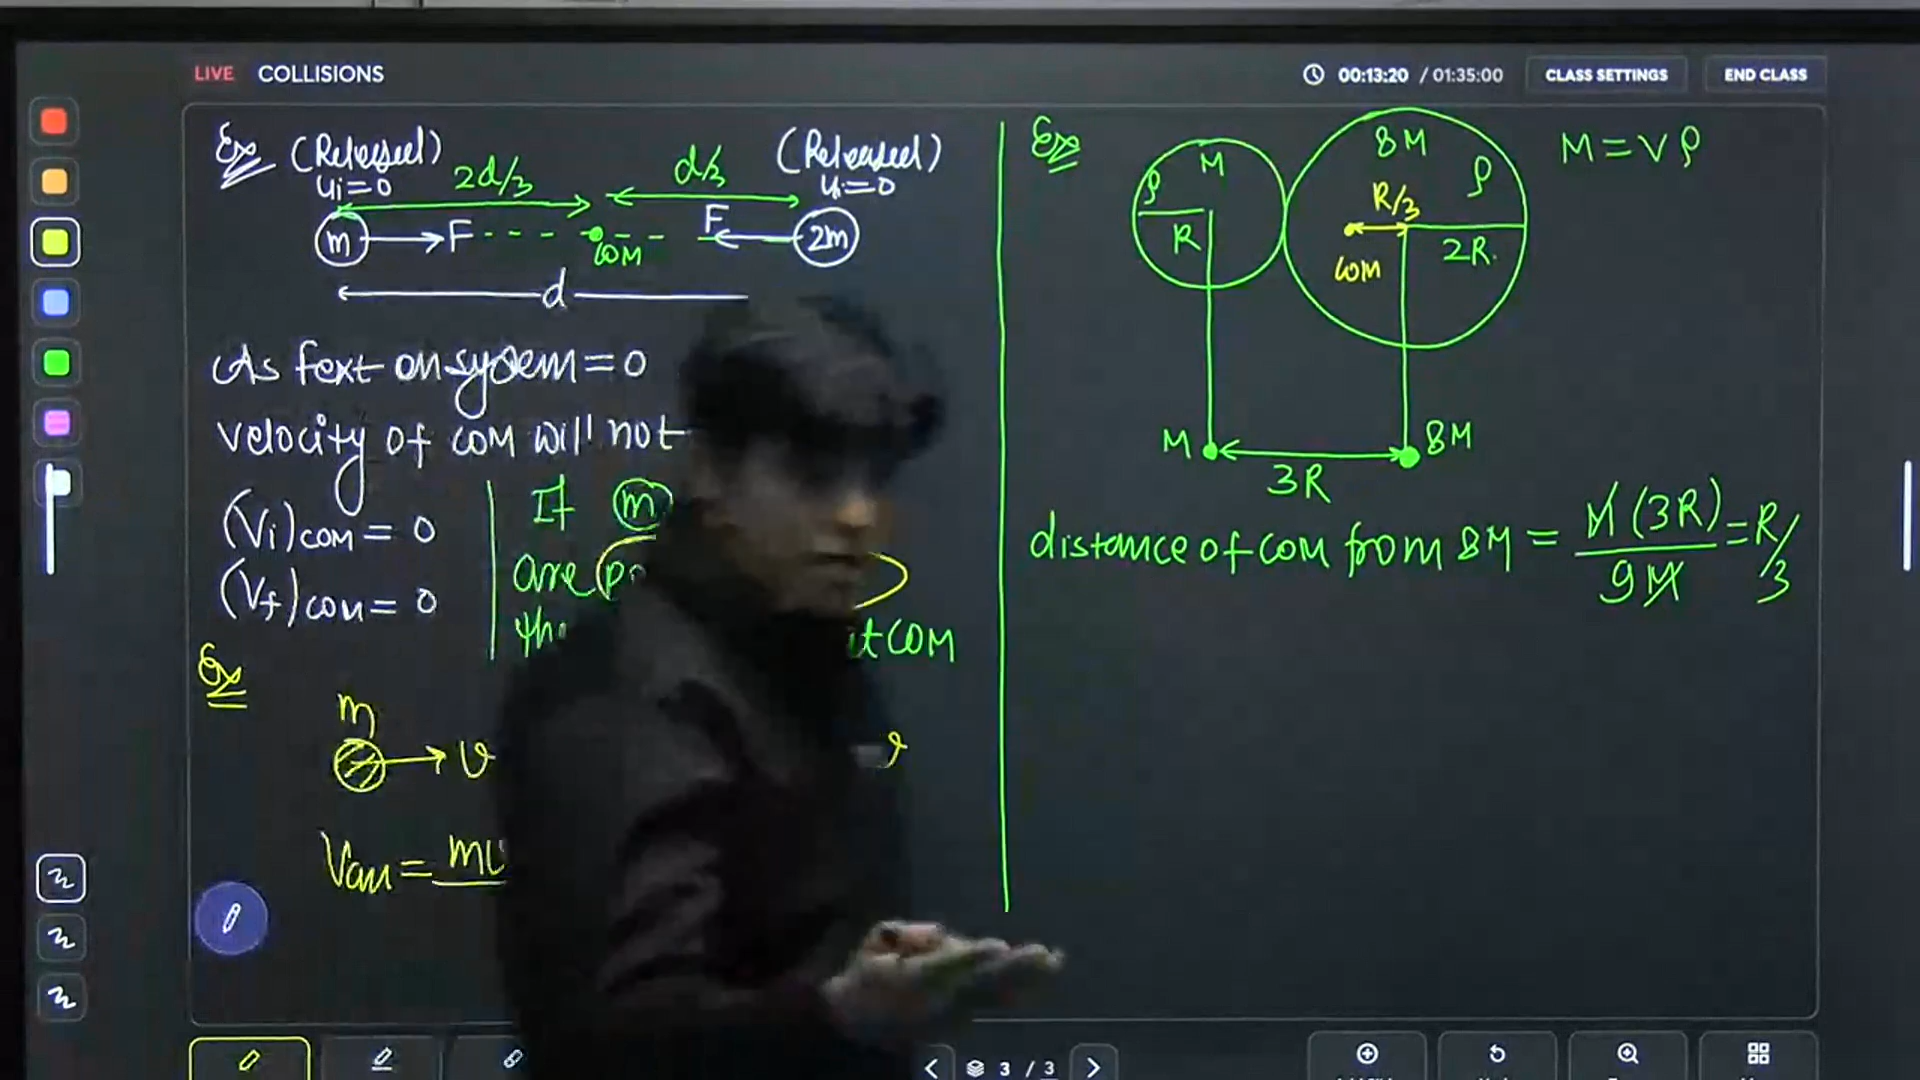 LIVE COLLISIONS
00:13:20 / 01:35:00
CLASS SETTINGS
END CLASS
Ex (Released) (Released)
ui=0 2d/3 d/3 ui=0
m F COM F 2m
d
As fext on system = 0
velocity of COM will not
(Vi)COM = 0
(Vf)COM = 0
If m
are
it COM
Ex
m
v
Ex
M 8M M = Vρ
ρ R/3 ρ
R COM 2R
M 8M
3R
distance of COM from 8M = M(3R)/9M = R/3
3 / 3